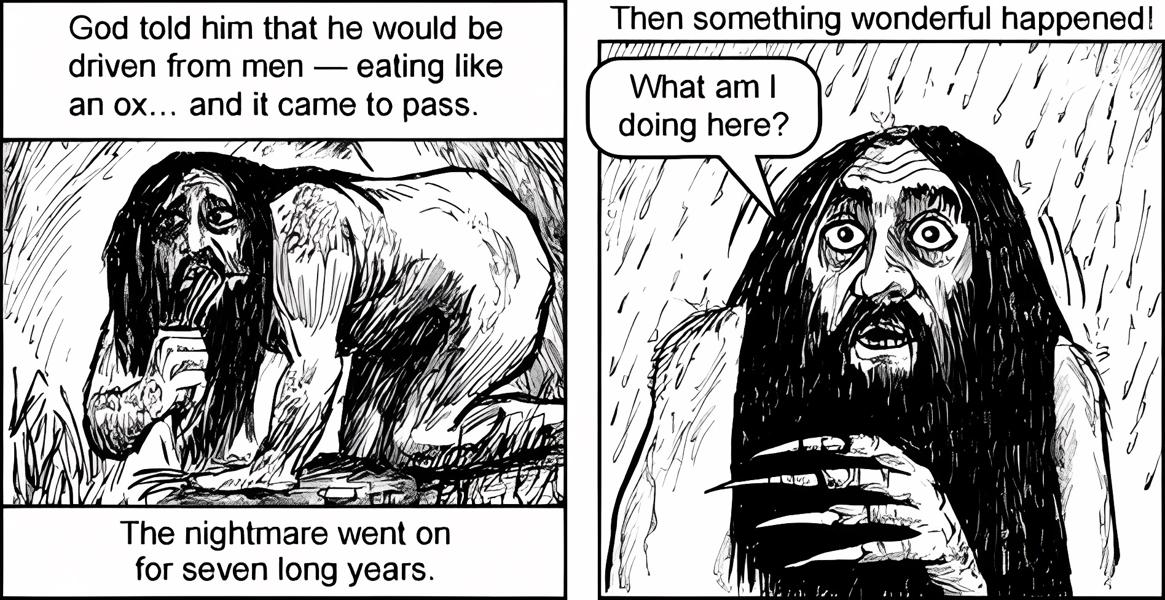 God told him that he would be
driven from men — eating like
an ox... and it came to pass.
The nightmare went on
for seven long years.
Then something wonderful happened!
What am I
doing here?